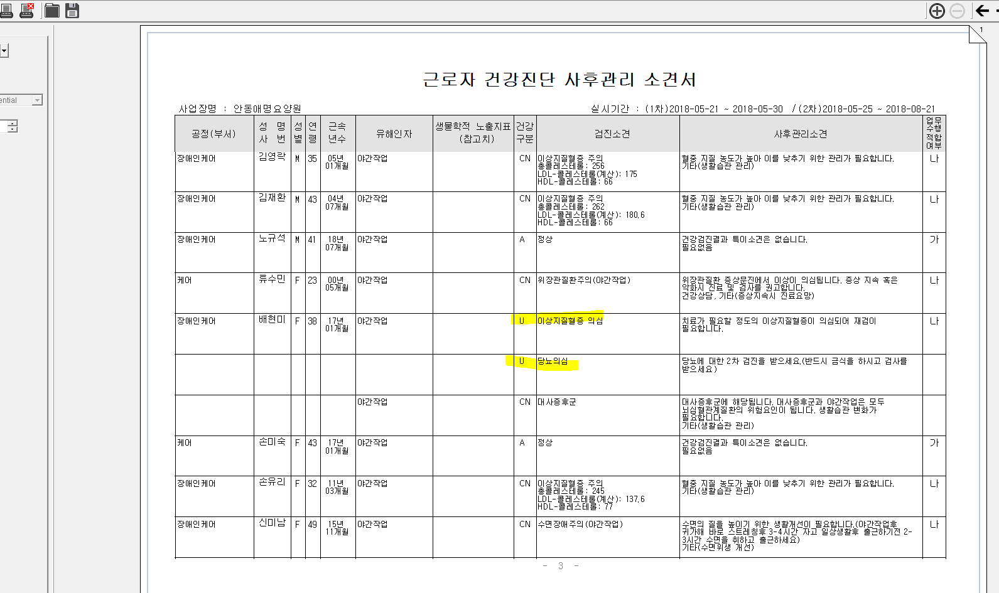 ential
1
근로자 건강진단 사후관리 소견서
사업장명 : 안동애명요양원
실시기간 : (1차)2018-05-21 ~ 2018-05-30 /(2차)2018-05-25 ~ 2018-08-21
공정(부서)
성 명
사 번
성
별
연
령
근속
년수
유해인자
생물학적 노출지표
(참고치)
건강
구분
검진소견
사후관리소견
업무
수행
적합
여부
장애인케어 김영락 M 35 05년 야간작업 CN 이상지질혈증 주의 혈중 지질 농도가 높아 이를 낮추기 위한 관리가 필요합니다. 나
01개월 총콜레스테롤: 256 기타(생활습관 관리)
LDL-콜레스테롤(계산): 175
HDL-콜레스테롤: 66
장애인케어 김재환 M 43 04년 야간작업 CN 이상지질혈증 주의 혈중 지질 농도가 높아 이를 낮추기 위한 관리가 필요합니다. 나
07개월 총콜레스테롤: 262 기타(생활습관 관리)
LDL-콜레스테롤(계산): 180.6
HDL-콜레스테롤: 66
장애인케어 노규석 M 41 18년 야간작업 A 정상 건강검진결과 특이소견은 없습니다. 가
07개월 필요없음
케어 류수민 F 23 00년 야간작업 CN 위장관질환주의(야간작업) 위장관질환 증상문진에서 이상이 의심됩니다. 증상 지속 혹은 나
05개월 악화시 진료 및 검사를 권고합니다.
건강상담, 기타(증상지속시 진료요망)
장애인케어 배현미 F 38 17년 야간작업 U 이상지질혈증 의심 치료가 필요할 정도의 이상지질혈증이 의심되어 재검이 나
01개월 필요합니다.
U 당뇨의심 당뇨에 대한 2차 검진을 받으세요.(반드시 금식을 하시고 검사를
받으세요)
야간작업 CN 대사증후군 대사증후군에 해당됩니다. 대사증후군과 야간작업은 모두
뇌심혈관계질환의 위험요인이 됩니다. 생활습관 변화가
필요합니다.
기타(생활습관 관리)
케어 손미숙 F 43 17년 야간작업 A 정상 건강검진결과 특이소견은 없습니다. 가
01개월 필요없음
장애인케어 손유리 F 32 11년 야간작업 CN 이상지질혈증 주의 혈중 지질 농도가 높아 이를 낮추기 위한 관리가 필요합니다. 나
03개월 총콜레스테롤: 245 기타(생활습관 관리)
LDL-콜레스테롤(계산): 137.6
HDL-콜레스테롤: 77
장애인케어 신미남 F 49 15년 야간작업 CN 수면장애주의(야간작업) 수면의 질을 높이기 위한 생활개선이 필요합니다.(야간작업후 나
11개월 귀가해 바로 스트레칭후 3-4시간 자고 일상생활후 출근하기전 2-
3시간 수면을 취하고 출근하세요)
기타(수면위생 개선)
- 3 -